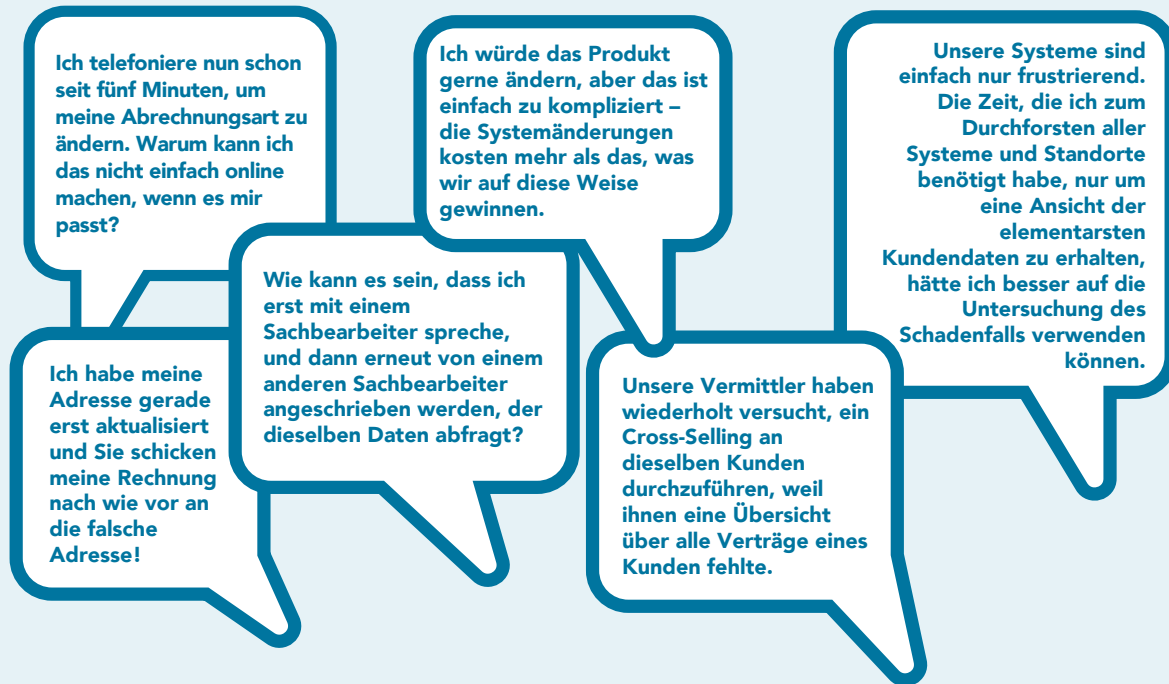 Ich telefoniere nun schon
seit fünf Minuten, um
meine Abrechnungsart zu
ändern. Warum kann ich
das nicht einfach online
machen, wenn es mir
passt?
Ich würde das Produkt
gerne ändern, aber das ist
einfach zu kompliziert –
die Systemänderungen
kosten mehr als das, was
wir auf diese Weise
gewinnen.
Unsere Systeme sind
einfach nur frustrierend.
Die Zeit, die ich zum
Durchforsten aller
Systeme und Standorte
benötigt habe, nur um
eine Ansicht der
elementarsten
Kundendaten zu erhalten,
hätte ich besser auf die
Untersuchung des
Schadenfalls verwenden
können.
Ich habe meine
Adresse gerade
erst aktualisiert
und Sie schicken
meine Rechnung
nach wie vor an
die falsche
Adresse!
Wie kann es sein, dass ich
erst mit einem
Sachbearbeiter spreche,
und dann erneut von einem
anderen Sachbearbeiter
angeschrieben werden, der
dieselben Daten abfragt?
Unsere Vermittler haben
wiederholt versucht, ein
Cross-Selling an
dieselben Kunden
durchzuführen, weil
ihnen eine Übersicht
über alle Verträge eines
Kunden fehlte.